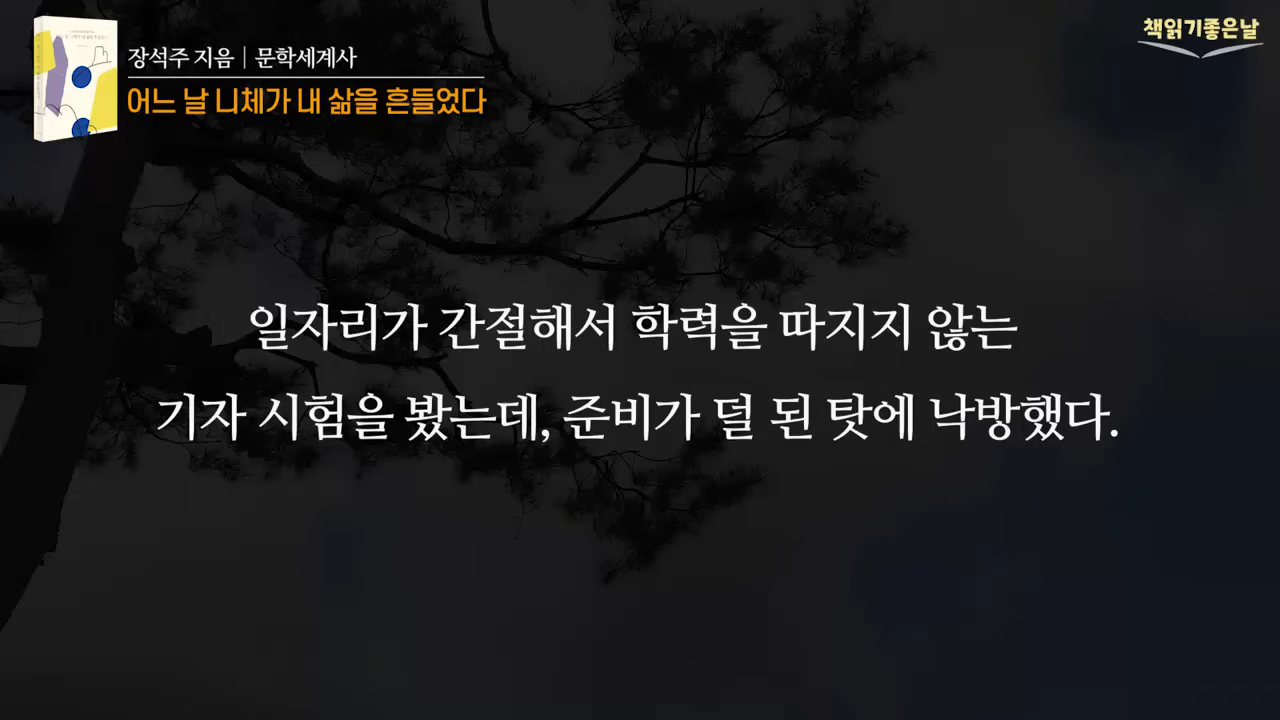 장석주 지음 | 문학세계사
어느 날 니체가 내 삶을 흔들었다
책읽기좋은날
일자리가 간절해서 학력을 따지지 않는
기자 시험을 봤는데, 준비가 덜 된 탓에 낙방했다.